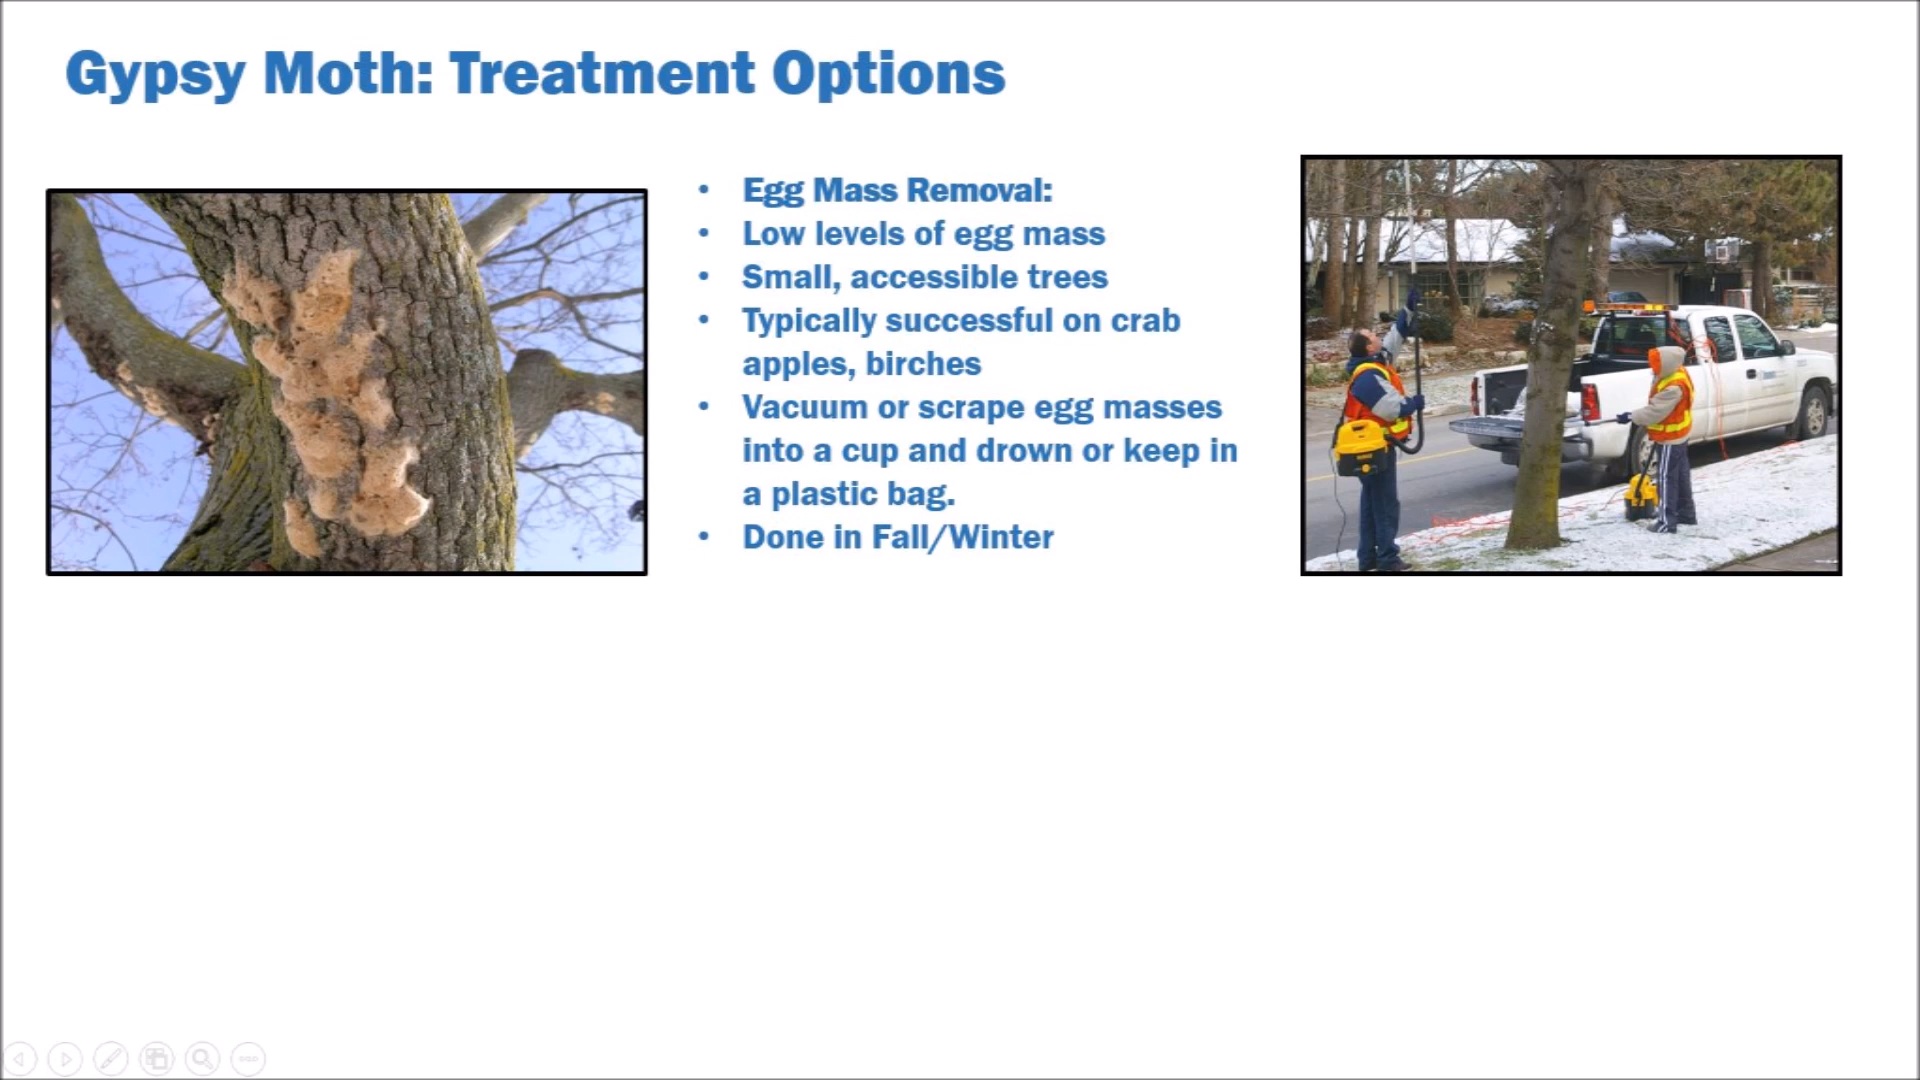 Gypsy Moth: Treatment Options
• Egg Mass Removal:
• Low levels of egg mass
• Small, accessible trees
• Typically successful on crab
apples, birches
• Vacuum or scrape egg masses
into a cup and drown or keep in
a plastic bag.
• Done in Fall/Winter